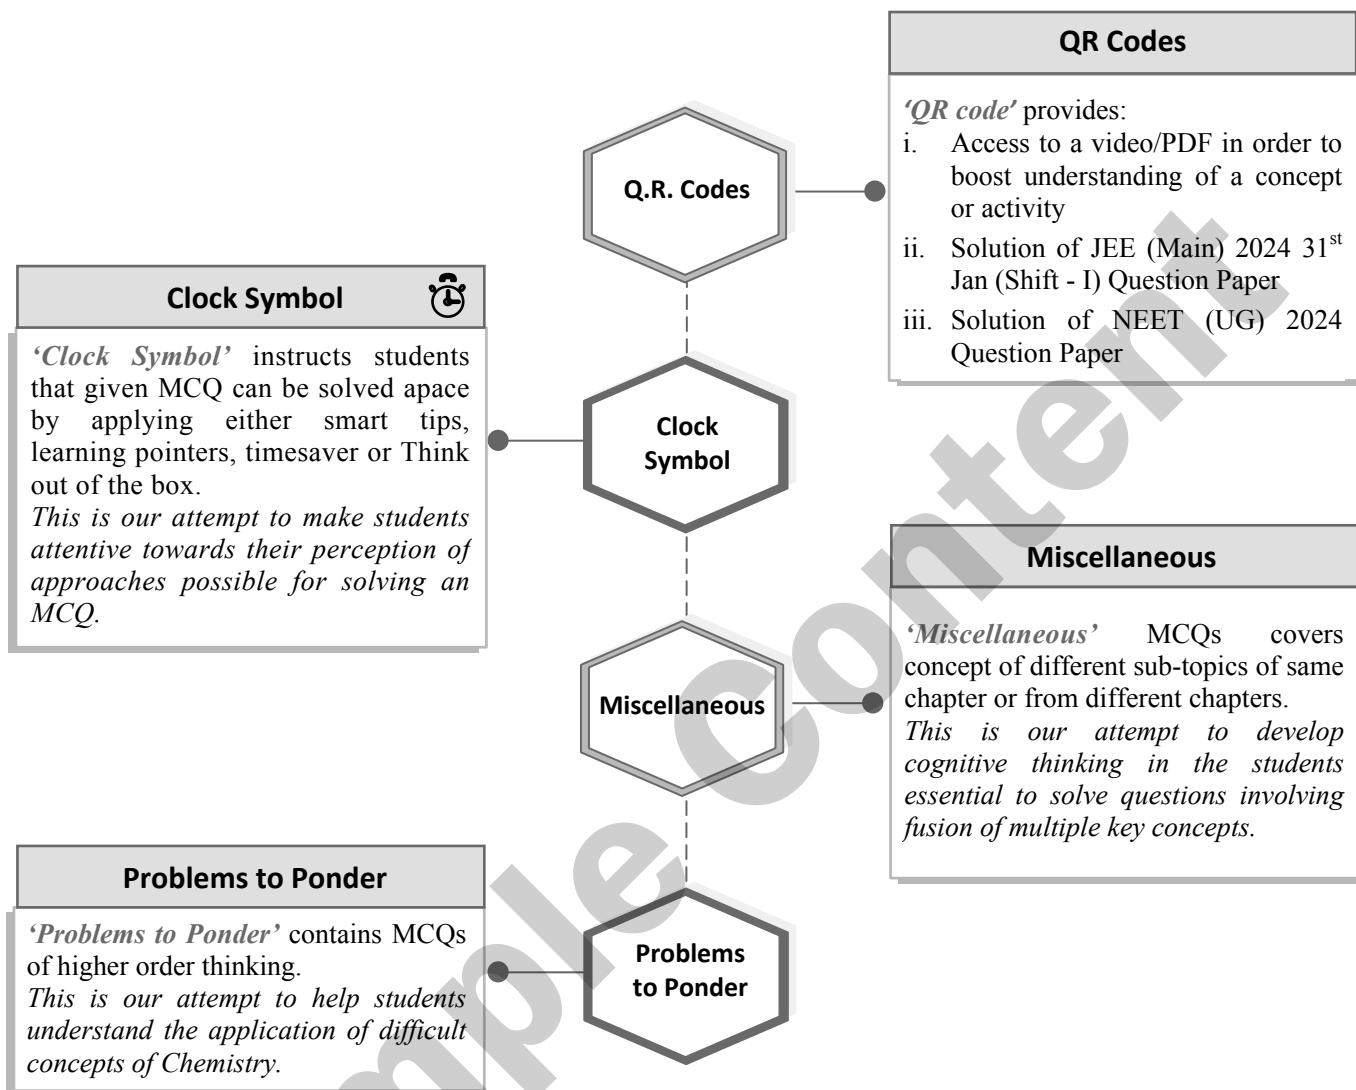 QR Codes
‘QR code’ provides:
i. Access to a video/PDF in order to
boost understanding of a concept
or activity
ii. Solution of JEE (Main) 2024 31st
Jan (Shift - I) Question Paper
iii. Solution of NEET (UG) 2024
Question Paper
Q.R. Codes
Clock Symbol
‘Clock Symbol’ instructs students
that given MCQ can be solved apace
by applying either smart tips,
learning pointers, timesaver or Think
out of the box.
This is our attempt to make students
attentive towards their perception of
approaches possible for solving an
MCQ.
Clock
Symbol
Miscellaneous
‘Miscellaneous’ MCQs covers
concept of different sub-topics of same
chapter or from different chapters.
This is our attempt to develop
cognitive thinking in the students
essential to solve questions involving
fusion of multiple key concepts.
Miscellaneous
Problems to Ponder
‘Problems to Ponder’ contains MCQs
of higher order thinking.
This is our attempt to help students
understand the application of difficult
concepts of Chemistry.
Problems
to Ponder
mple Content